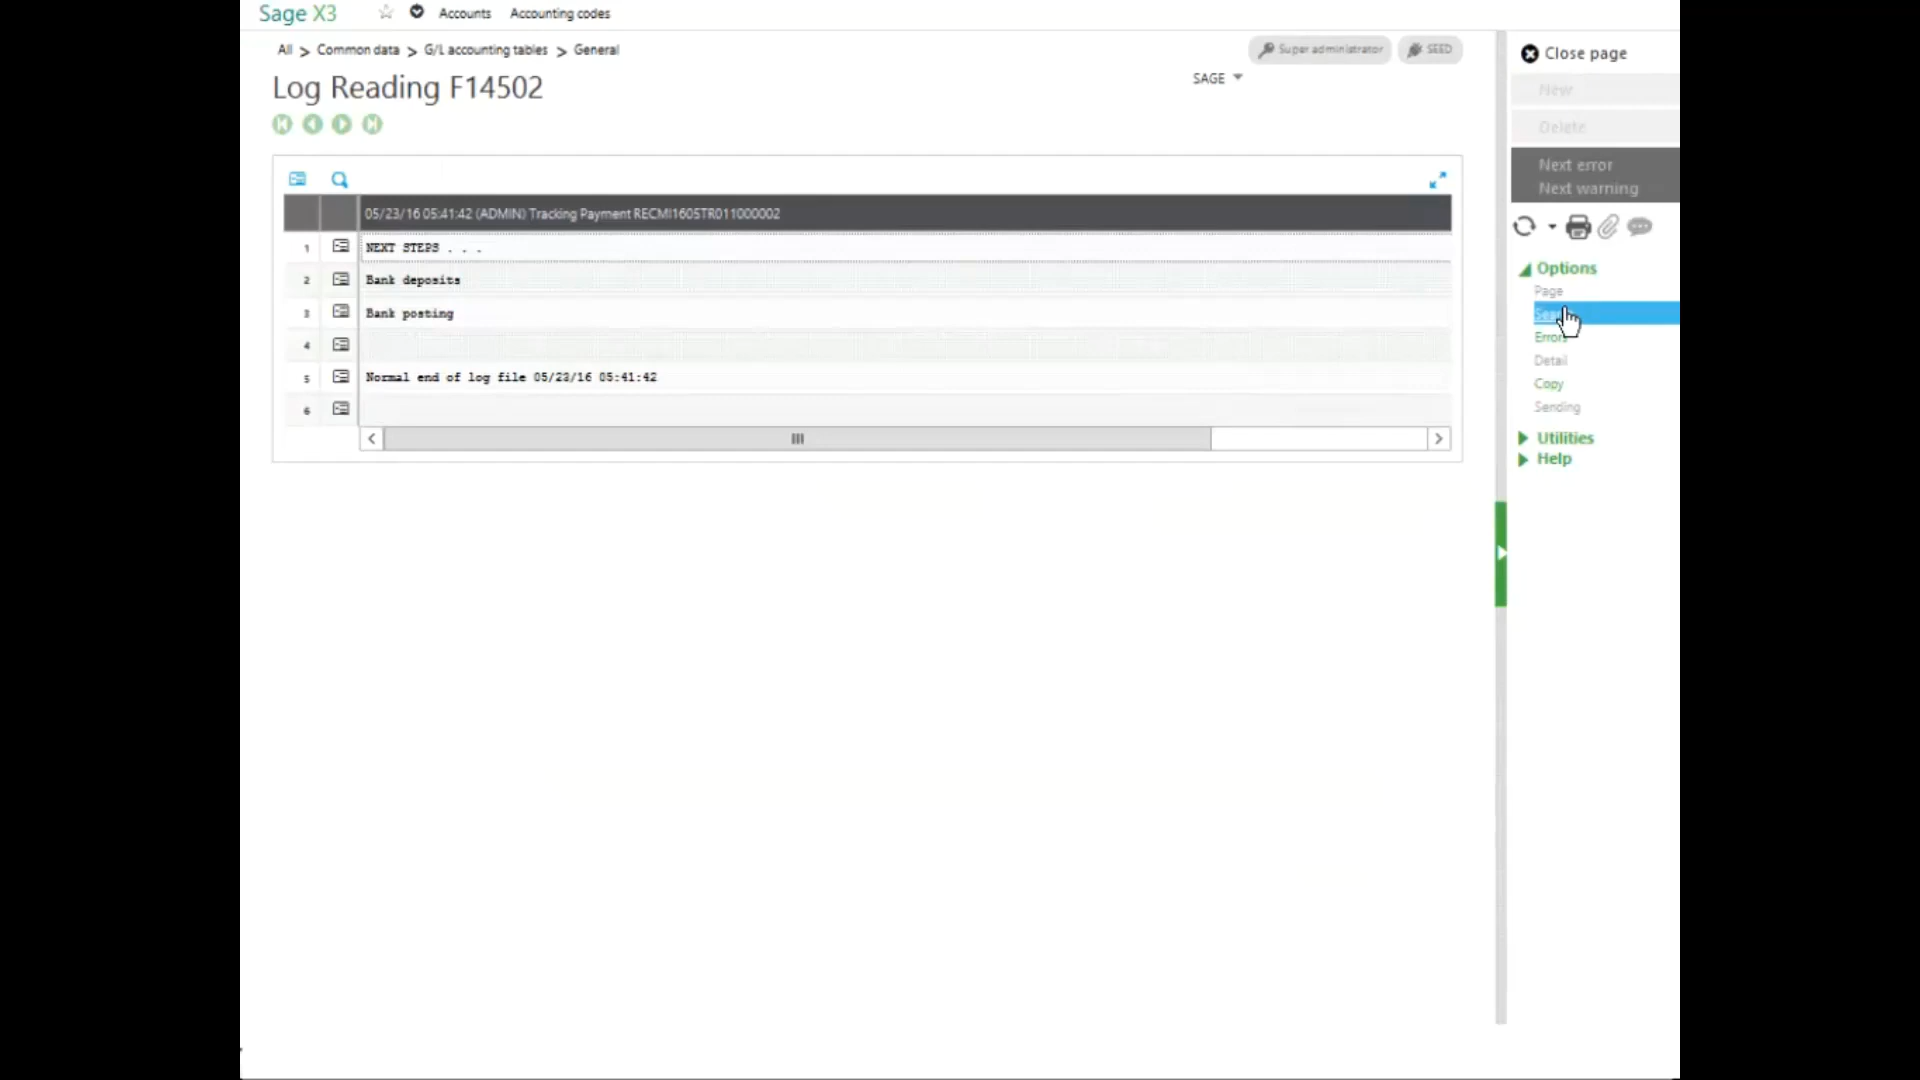 Sage X3 Accounts Accounting codes
All > Common data > G/L accounting tables > General
Super administrator SEED
SAGE
Log Reading F14502
05/23/16 05:41:42 (ADMIN) Tracking Payment RECMI1605TR011000002
1 NEXT STEPS . . .
2 Bank deposits
3 Bank posting
4
5 Normal end of log file 05/23/16 05:41:42
6
Close page
New
Delete
Next error
Next warning
Options
Page
Errors
Detail
Copy
Sending
Utilities
Help